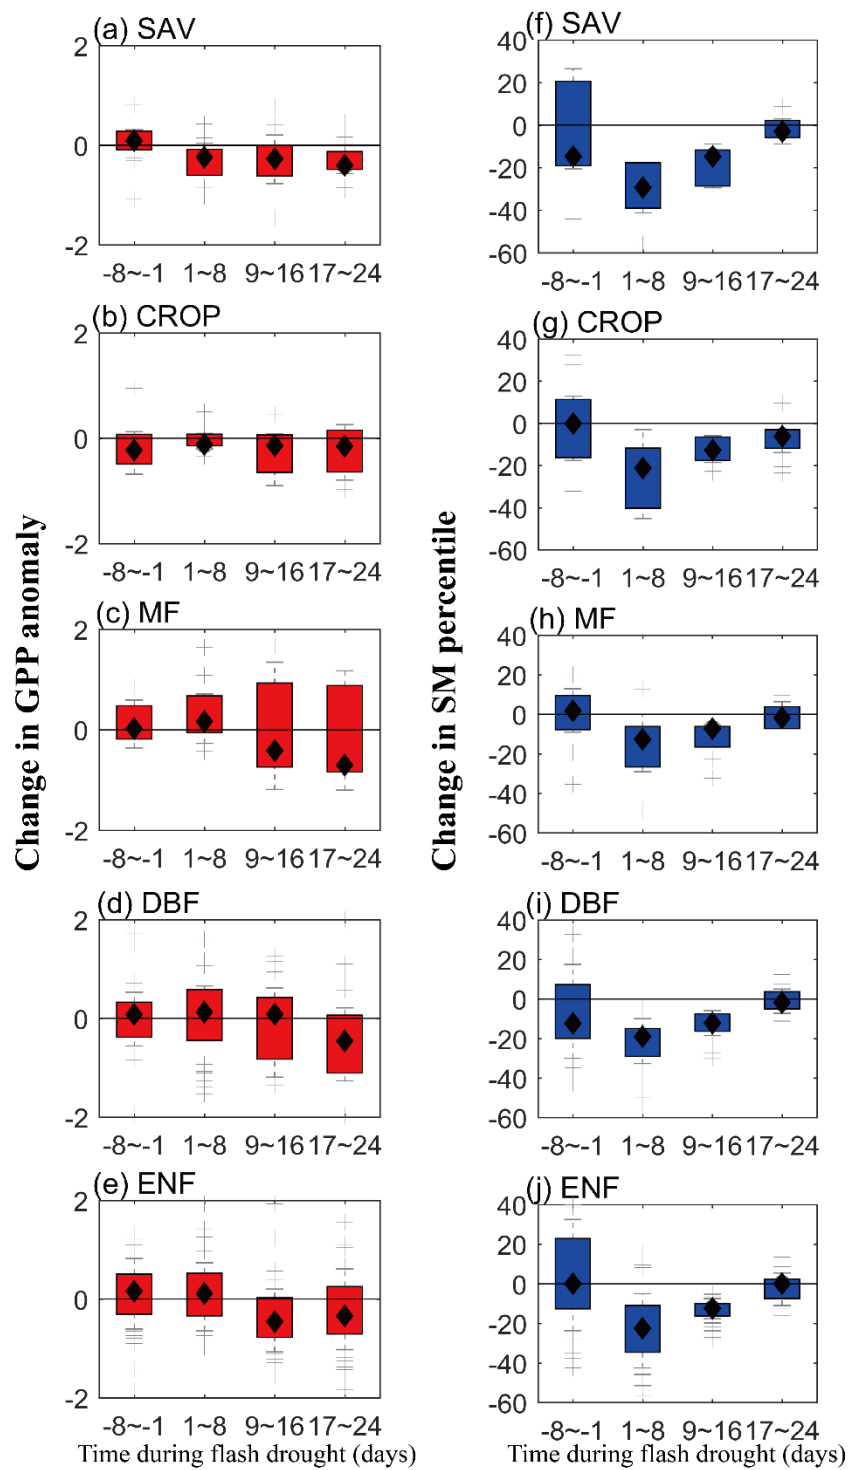 (a) SAV
2
0
-2
-8~-1 1~8 9~16 17~24
(b) CROP
2
0
-2
-8~-1 1~8 9~16 17~24
(c) MF
2
0
-2
-8~-1 1~8 9~16 17~24
(d) DBF
2
0
-2
-8~-1 1~8 9~16 17~24
(e) ENF
2
0
-2
-8~-1 1~8 9~16 17~24
Time during flash drought (days)
Change in GPP anomaly
(f) SAV
40
20
0
-20
-40
-60
-8~-1 1~8 9~16 17~24
(g) CROP
40
20
0
-20
-40
-60
-8~-1 1~8 9~16 17~24
(h) MF
40
20
0
-20
-40
-60
-8~-1 1~8 9~16 17~24
(i) DBF
40
20
0
-20
-40
-60
-8~-1 1~8 9~16 17~24
(j) ENF
40
20
0
-20
-40
-60
-8~-1 1~8 9~16 17~24
Time during flash drought (days)
Change in SM percentile